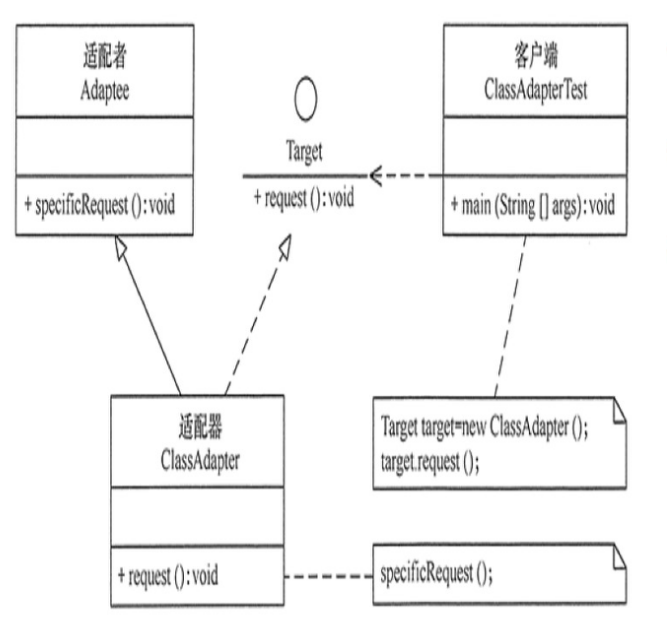 适配者
Adaptee
+ specificRequest (): void
Target
+ request (): void
客户端
ClassAdapterTest
+ main (String [] args): void
适配器
ClassAdapter
+ request (): void
Target target=new ClassAdapter ();
target.request ();
specificRequest ();